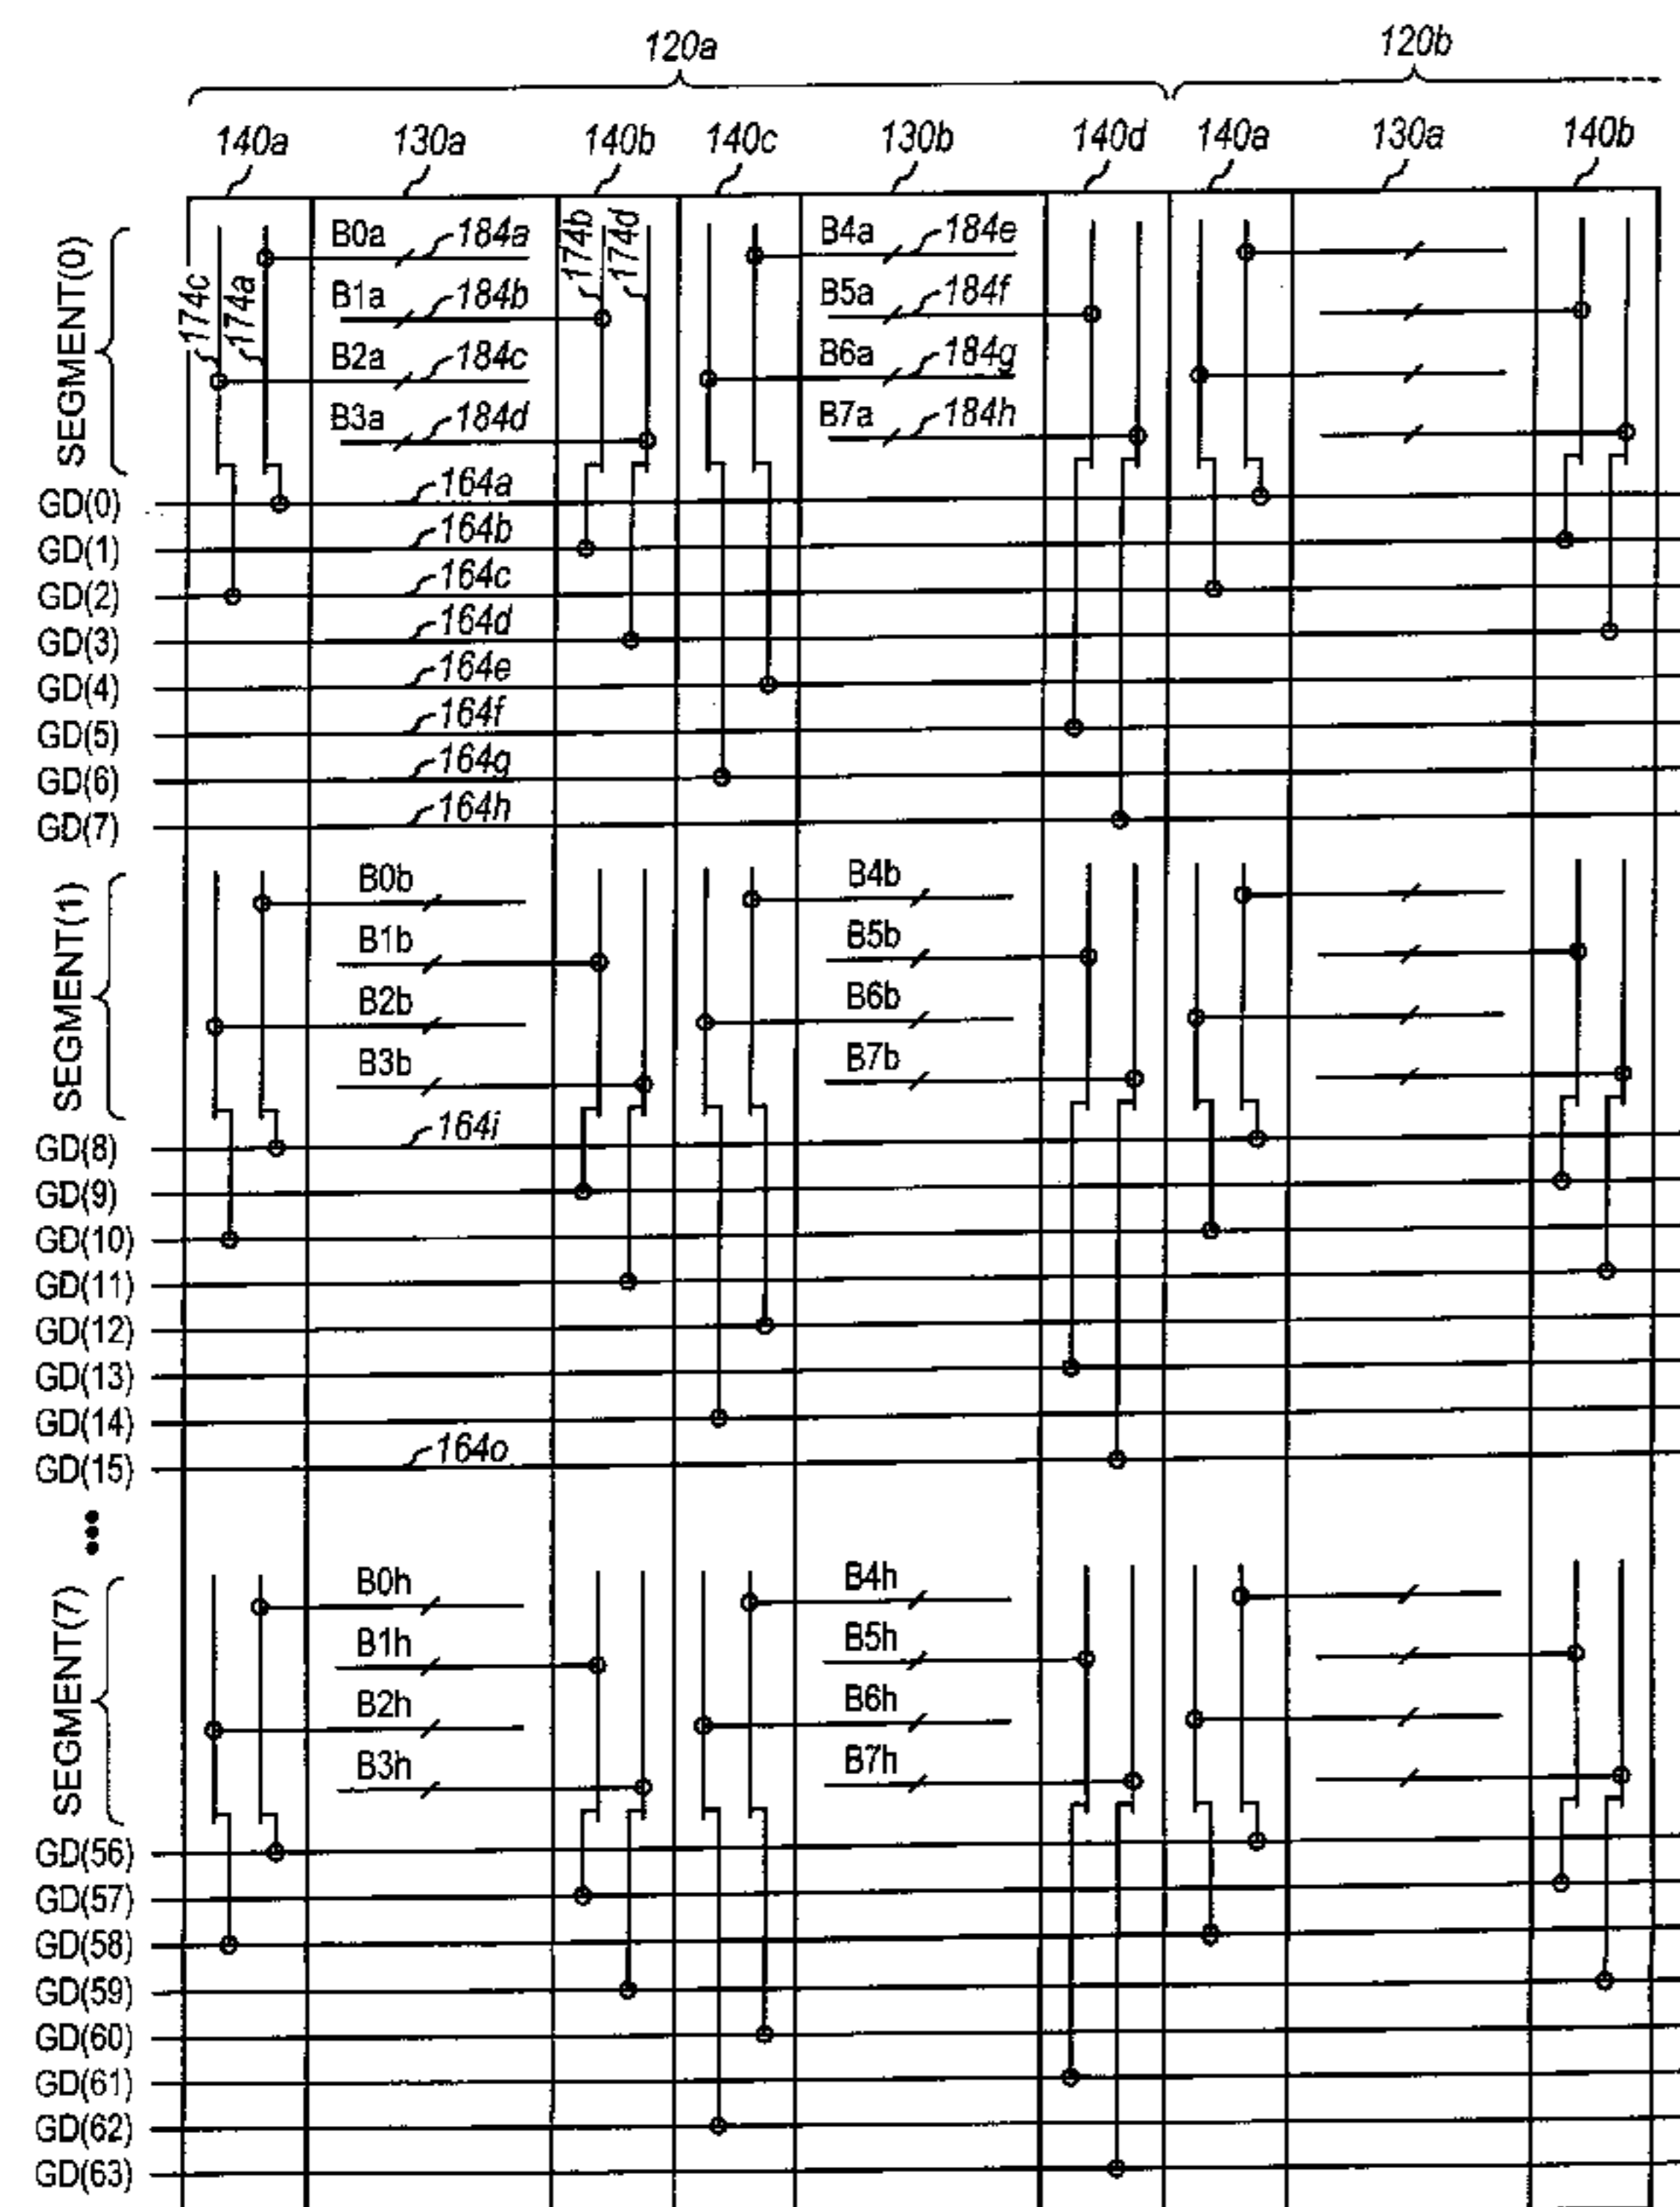 120a 120b
140a 130a 140b 140c 130b 140d 140a 130a 140b
SEGMENT(0)
174c 174a 174b 174d
B0a 184a B4a 184e
B1a 184b B5a 184f
B2a 184c B6a 184g
B3a 184d B7a 184h
GD(0) 164a
GD(1) 164b
GD(2) 164c
GD(3) 164d
GD(4) 164e
GD(5) 164f
GD(6) 164g
GD(7) 164h
SEGMENT(1)
B0b B4b
B1b B5b
B2b B6b
B3b B7b
GD(8) 164i
GD(9)
GD(10)
GD(11)
GD(12)
GD(13)
GD(14)
GD(15) 164o
•••
SEGMENT(7)
B0h B4h
B1h B5h
B2h B6h
B3h B7h
GD(56)
GD(57)
GD(58)
GD(59)
GD(60)
GD(61)
GD(62)
GD(63)